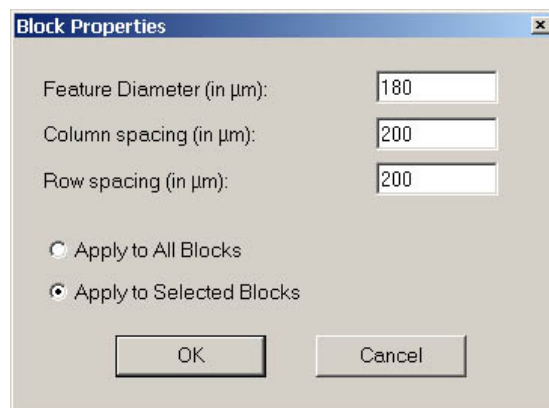 Block Properties
Feature Diameter (in µm): 180
Column spacing (in µm): 200
Row spacing (in µm): 200
Apply to All Blocks
Apply to Selected Blocks
OK Cancel